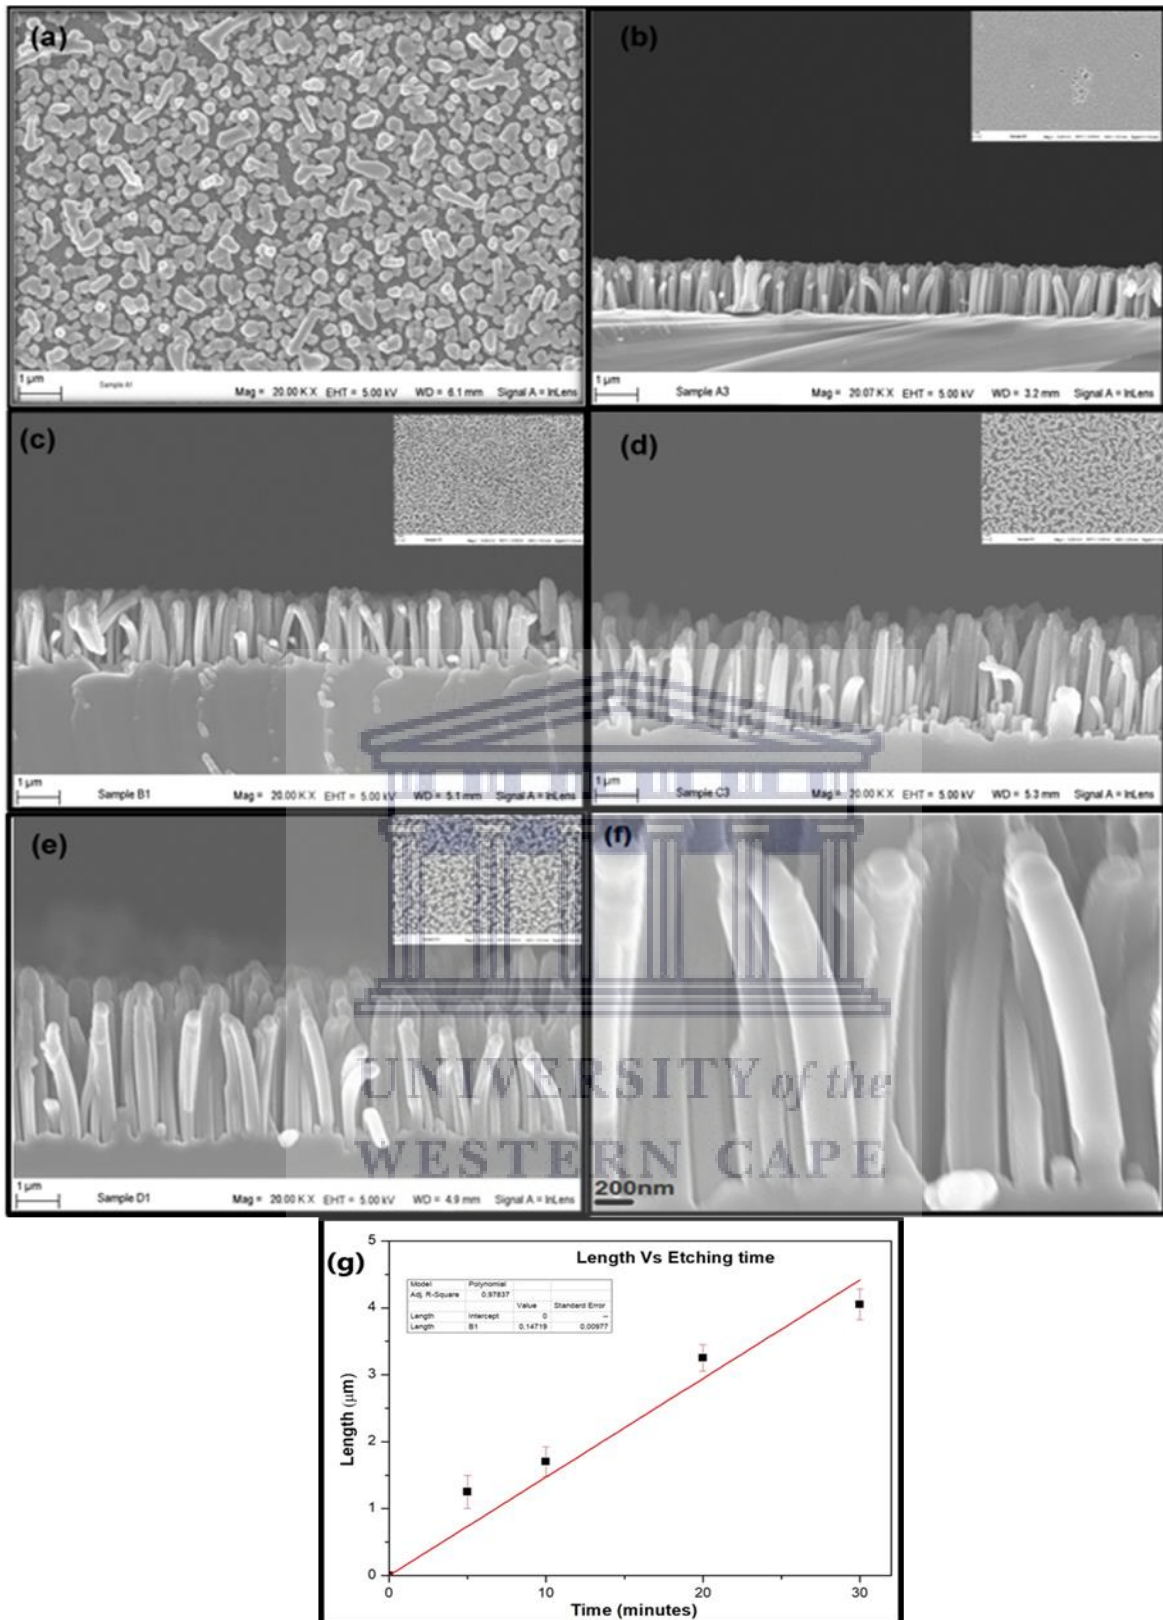 (a)
1 µm
Sample A1
Mag = 20.00 K X EHT = 5.00 kV WD = 6.1 mm Signal A = InLens
(b)
1 µm
Sample A3
Mag = 20.07 K X EHT = 5.00 kV WD = 3.2 mm Signal A = InLens
(c)
1 µm
Sample B1
Mag = 20.00 K X EHT = 5.00 kV WD = 5.1 mm Signal A = InLens
(d)
1 µm
Sample C3
Mag = 20.00 K X EHT = 5.00 kV WD = 5.3 mm Signal A = InLens
(e)
1 µm
Sample D1
Mag = 20.00 K X EHT = 5.00 kV WD = 4.9 mm Signal A = InLens
(f)
200nm
UNIVERSITY of the
WESTERN CAPE
(g)
Length Vs Etching time
Model Polynomial
Adj. R-Square 0,97837
Value Standard Error
Length Intercept 0 --
Length B1 0,14719 0,00977
5
4
3
2
1
0
Length (µm)
0 10 20 30
Time (minutes)